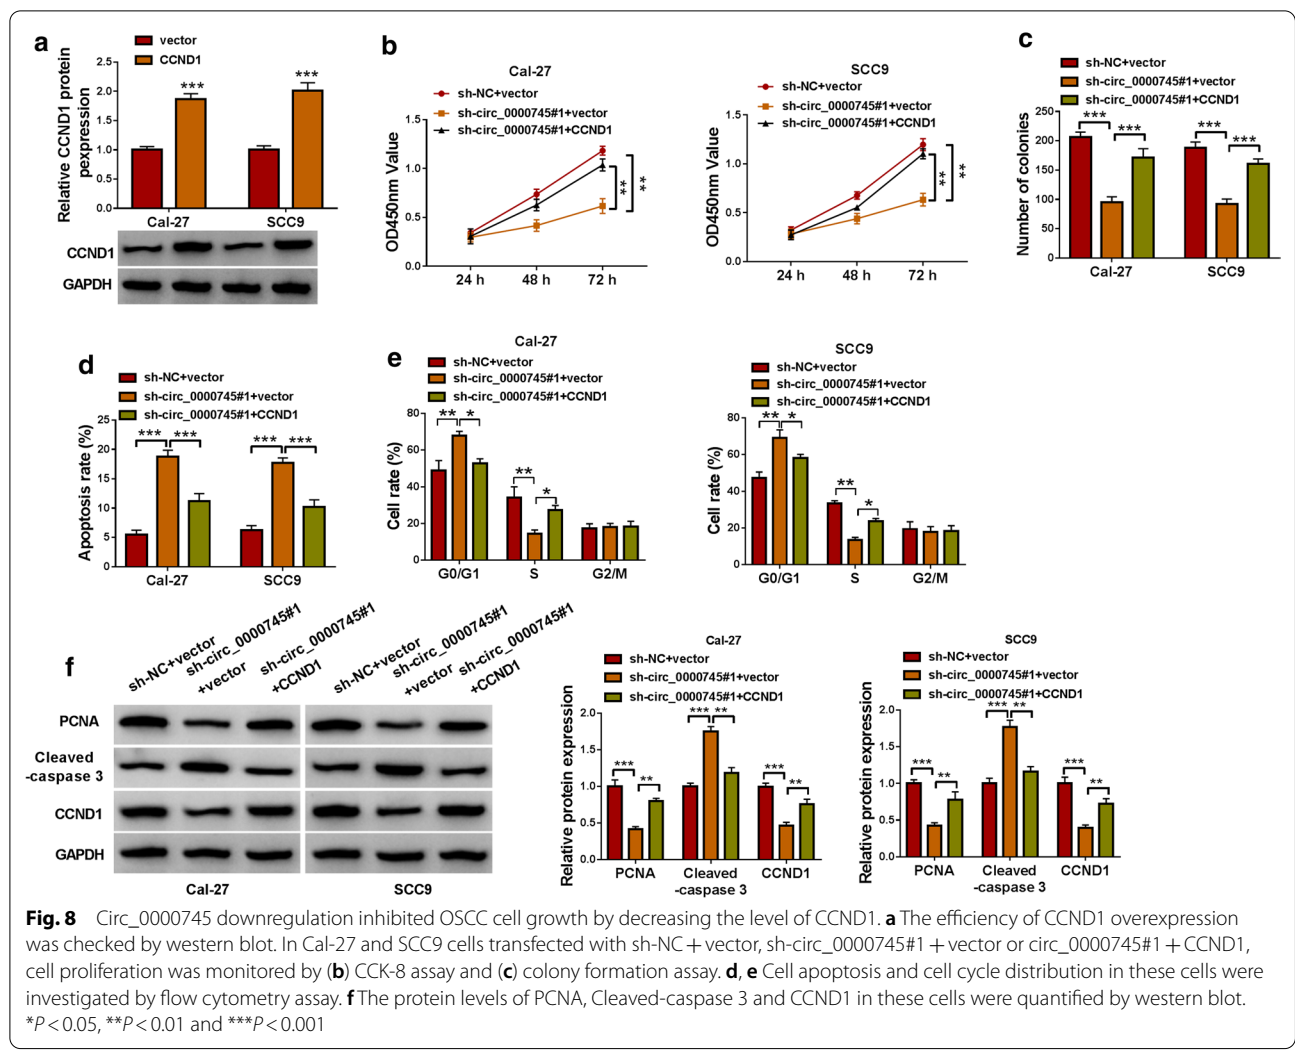 a
vector
CCND1
Relative CCND1 protein
pexpression
2.5
2.0
1.5
1.0
0.5
0.0
***
***
Cal-27 SCC9
CCND1
GAPDH
b
Cal-27
sh-NC+vector
sh-circ_0000745#1+vector
sh-circ_0000745#1+CCND1
OD450nm Value
1.5
1.0
0.5
0.0
**
**
24 h 48 h 72 h
SCC9
sh-NC+vector
sh-circ_0000745#1+vector
sh-circ_0000745#1+CCND1
OD450nm Value
1.5
1.0
0.5
0.0
**
**
24 h 48 h 72 h
c
sh-NC+vector
sh-circ_0000745#1+vector
sh-circ_0000745#1+CCND1
Number of colonies
250
200
150
100
50
0
*** *** *** ***
Cal-27 SCC9
d
sh-NC+vector
sh-circ_0000745#1+vector
sh-circ_0000745#1+CCND1
Apoptosis rate (%)
25
20
15
10
5
0
*** *** *** ***
Cal-27 SCC9
e
Cal-27
sh-NC+vector
sh-circ_0000745#1+vector
sh-circ_0000745#1+CCND1
Cell rate (%)
80
60
40
20
0
** *
** *
G0/G1 S G2/M
SCC9
sh-NC+vector
sh-circ_0000745#1+vector
sh-circ_0000745#1+CCND1
Cell rate (%)
80
60
40
20
0
** *
** *
G0/G1 S G2/M
f
sh-NC+vector
sh-circ_0000745#1
+vector
sh-circ_0000745#1
+CCND1
sh-NC+vector
sh-circ_0000745#1
+vector
sh-circ_0000745#1
+CCND1
PCNA
Cleaved
-caspase 3
CCND1
GAPDH
Cal-27 SCC9
Cal-27
sh-NC+vector
sh-circ_0000745#1+vector
sh-circ_0000745#1+CCND1
Relative protein expression
2.0
1.5
1.0
0.5
0.0
*** **
*** **
*** **
PCNA Cleaved CCND1
-caspase 3
SCC9
sh-NC+vector
sh-circ_0000745#1+vector
sh-circ_0000745#1+CCND1
Relative protein expression
2.0
1.5
1.0
0.5
0.0
*** **
*** **
*** **
PCNA Cleaved CCND1
-caspase 3
Fig. 8 Circ_0000745 downregulation inhibited OSCC cell growth by decreasing the level of CCND1. a The efficiency of CCND1 overexpression
was checked by western blot. In Cal-27 and SCC9 cells transfected with sh-NC + vector, sh-circ_0000745#1 + vector or circ_0000745#1 + CCND1,
cell proliferation was monitored by (b) CCK-8 assay and (c) colony formation assay. d, e Cell apoptosis and cell cycle distribution in these cells were
investigated by flow cytometry assay. f The protein levels of PCNA, Cleaved-caspase 3 and CCND1 in these cells were quantified by western blot.
*P < 0.05, **P < 0.01 and ***P < 0.001